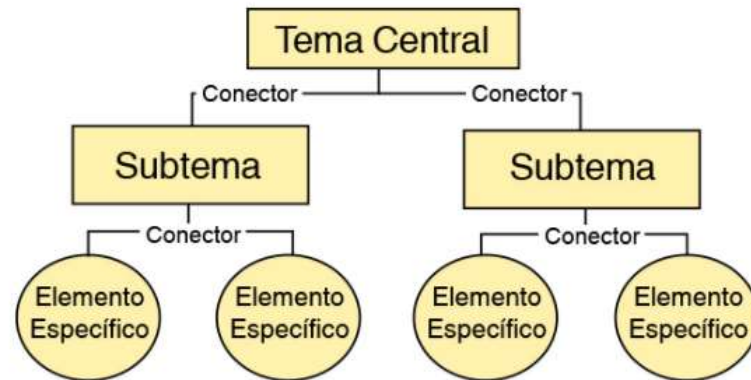 Tema Central
Conector Conector
Subtema Subtema
Conector Conector
Elemento Elemento Elemento Elemento
Específico Específico Específico Específico